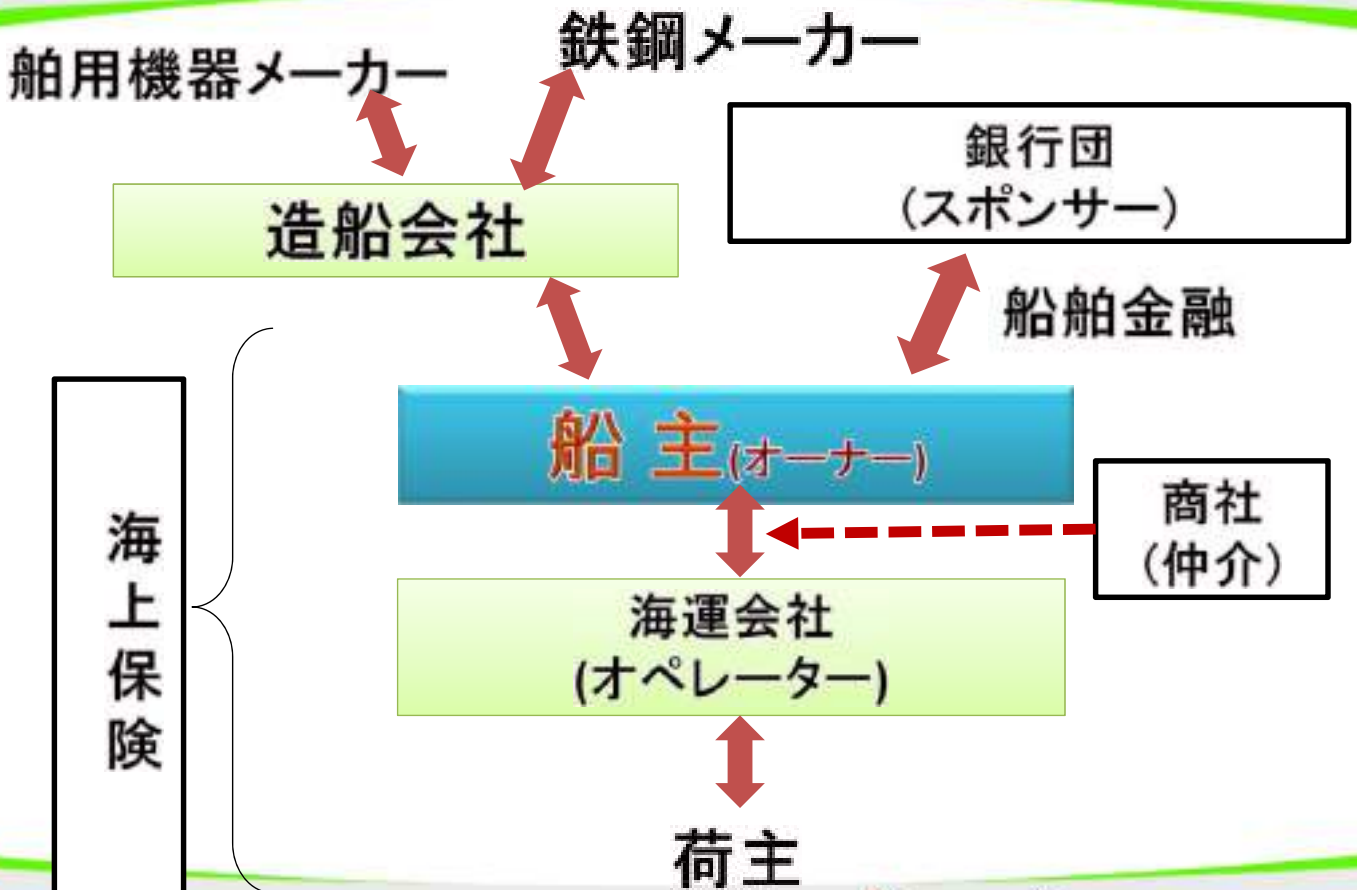 鉄鋼メーカー
舶用機器メーカー
銀行団
（スポンサー）
造船会社
船舶金融
船 主(オーナー)
商社
（仲介）
海上保険
海運会社
(オペレーター)
荷主